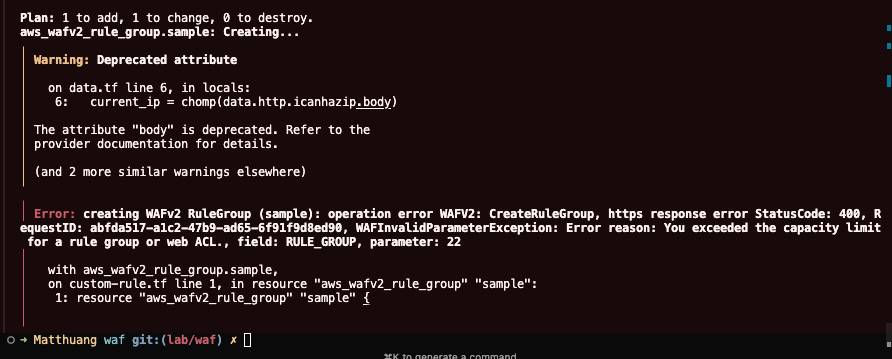 Plan: 1 to add, 1 to change, 0 to destroy.
aws_wafv2_rule_group.sample: Creating...
Warning: Deprecated attribute
on data.tf line 6, in locals:
6: current_ip = chomp(data.http.icanhazip.body)
The attribute "body" is deprecated. Refer to the
provider documentation for details.
(and 2 more similar warnings elsewhere)
Error: creating WAFv2 RuleGroup (sample): operation error WAFV2: CreateRuleGroup, https response error StatusCode: 400, R
equestID: abfda517-a1c2-47b9-ad65-6f91f9d8ed90, WAFInvalidParameterException: Error reason: You exceeded the capacity limit
for a rule group or web ACL., field: RULE_GROUP, parameter: 22
with aws_wafv2_rule_group.sample,
on custom-rule.tf line 1, in resource "aws_wafv2_rule_group" "sample":
1: resource "aws_wafv2_rule_group" "sample" {
○ ➜ Matthuang waf git:(lab/waf) ✗
⌘K to generate a command